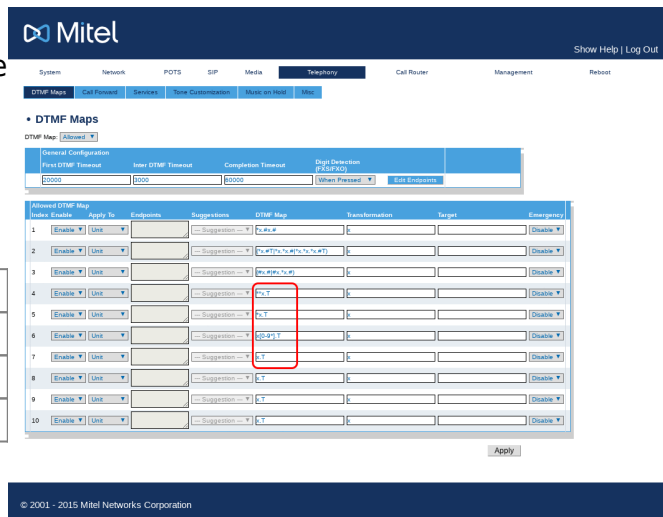 Mitel
Show Help | Log Out
e
System Network POTS SIP Media Telephony Call Router Management Reboot
DTMF Maps Call Forward Services Tone Customization Music on Hold Misc
• DTMF Maps
DTMF Map: Allowed
General Configuration
First DTMF Timeout Inter DTMF Timeout Completion Timeout Digit Detection (FXS/FXO)
20000 3000 60000 When Pressed Edit Endpoints
Allowed DTMF Map
Index Enable Apply To Endpoints Suggestions DTMF Map Transformation Target Emergency
1 Enable Unit --- Suggestion --- *x.#x.# x Disable
2 Enable Unit --- Suggestion --- x Disable
3 Enable Unit --- Suggestion --- (#x.#|#x.*x.#) x Disable
4 Enable Unit --- Suggestion --- **x.T x Disable
5 Enable Unit --- Suggestion --- *x.T x Disable
6 Enable Unit --- Suggestion --- x[0-9*].T x Disable
7 Enable Unit --- Suggestion --- x.T x Disable
8 Enable Unit --- Suggestion --- x.T x Disable
9 Enable Unit --- Suggestion --- x.T x Disable
10 Enable Unit --- Suggestion --- x.T x Disable
Apply
© 2001 - 2015 Mitel Networks Corporation